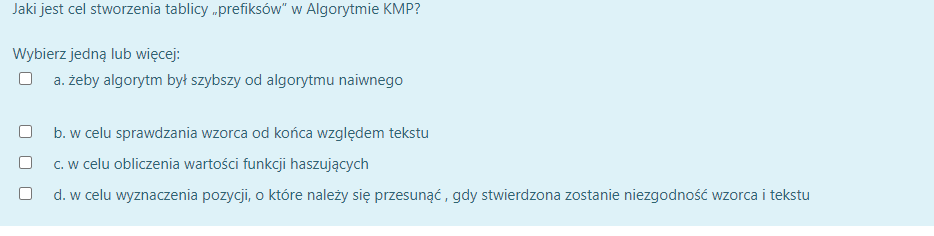 Jaki jest cel stworzenia tablicy „prefiksów” w Algorytmie KMP?
Wybierz jedną lub więcej:
a. żeby algorytm był szybszy od algorytmu naiwnego
b. w celu sprawdzania wzorca od końca względem tekstu
c. w celu obliczenia wartości funkcji haszujących
d. w celu wyznaczenia pozycji, o które należy się przesunąć , gdy stwierdzona zostanie niezgodność wzorca i tekstu